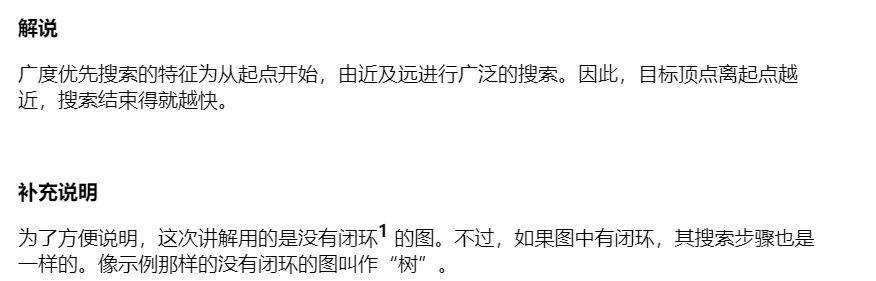 解说
广度优先搜索的特征为从起点开始，由近及远进行广泛的搜索。因此，目标顶点离起点越
近，搜索结束得就越快。
补充说明
为了方便说明，这次讲解用的是没有闭环1 的图。不过，如果图中有闭环，其搜索步骤也是
一样的。像示例那样的没有闭环的图叫作“树”。